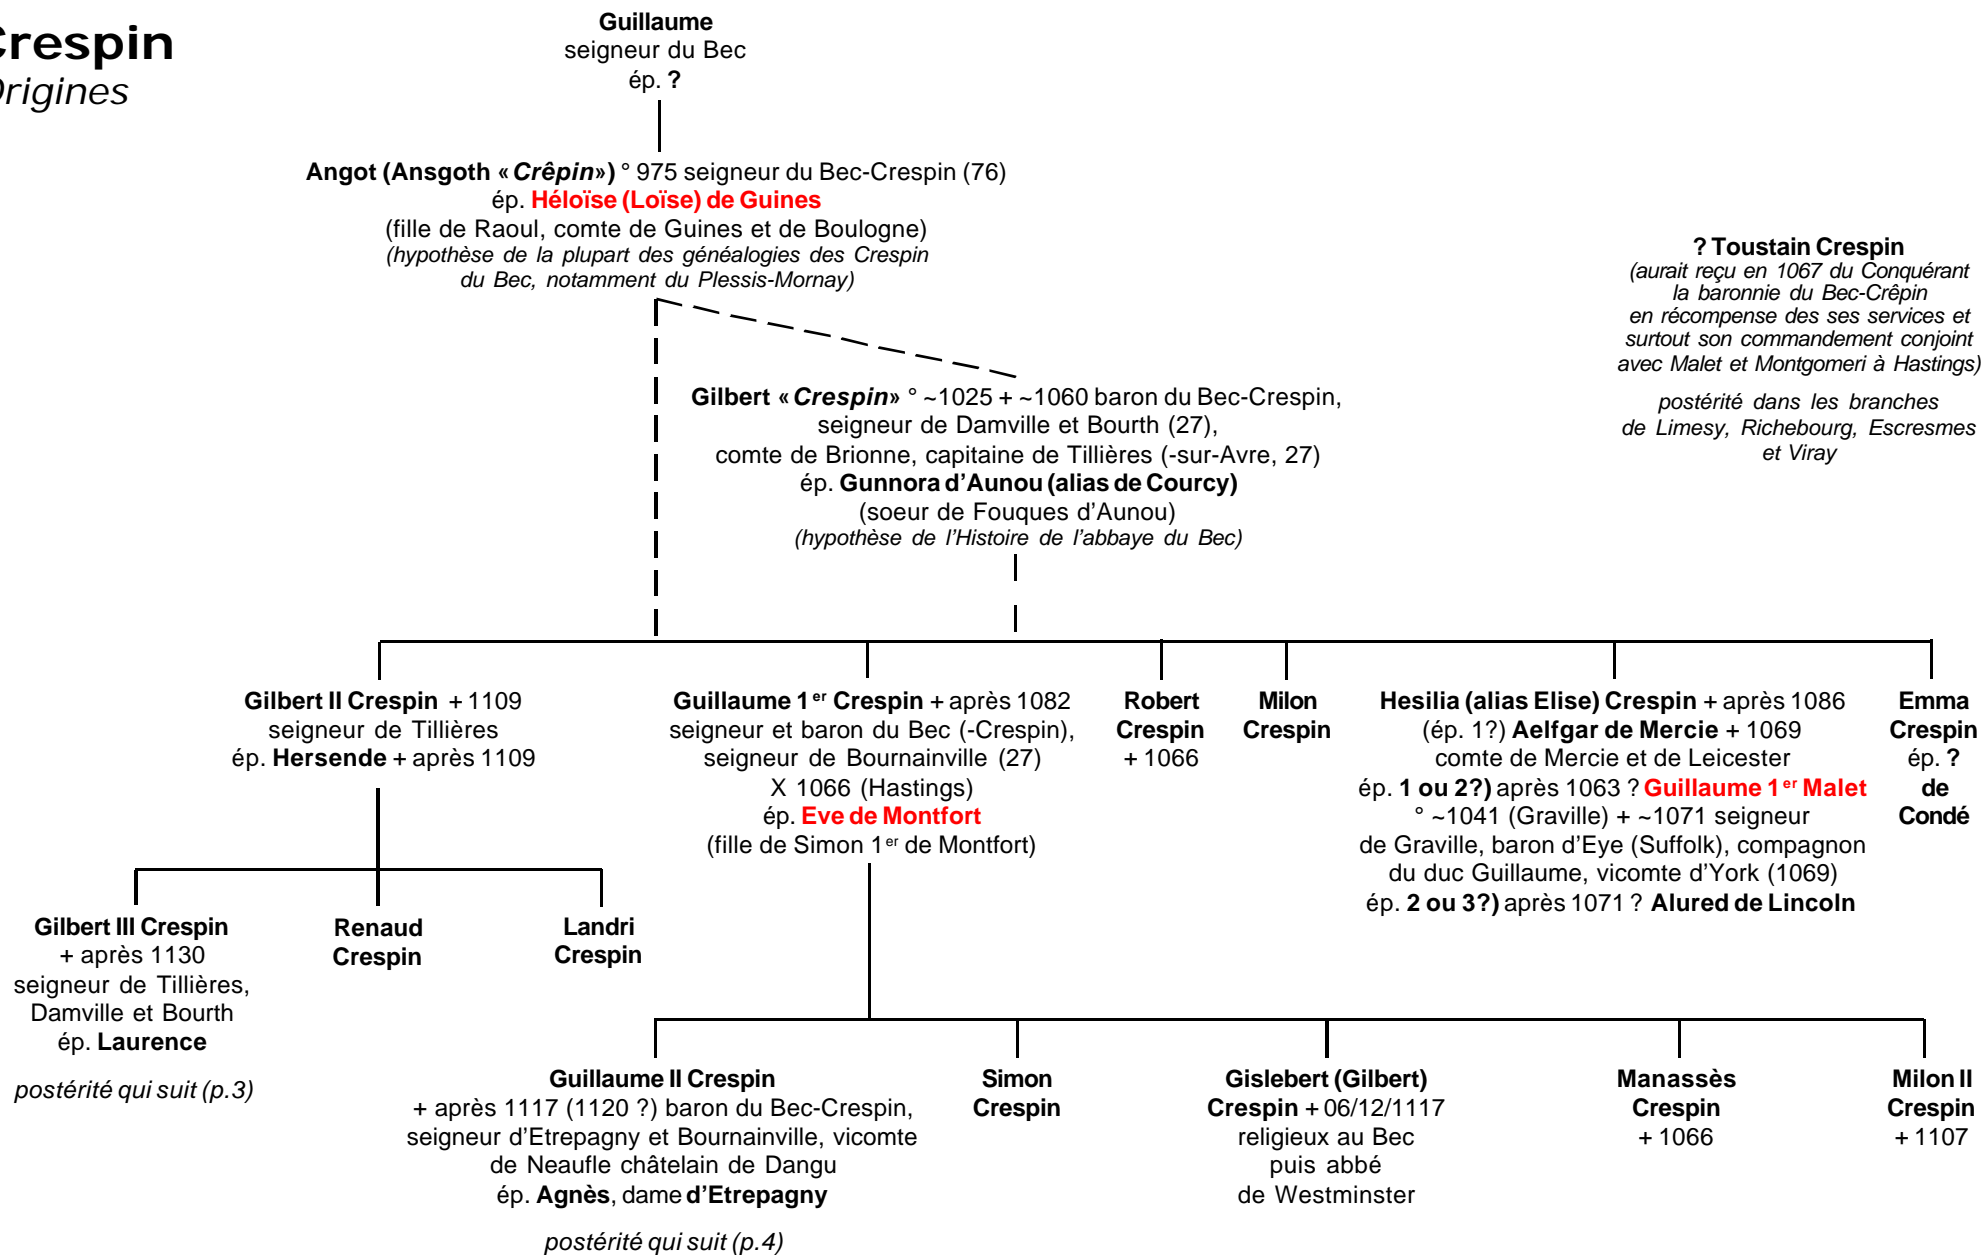 Crespin
Origines
Guillaume
seigneur du Bec
ép. ?
Angot (Ansgoth « Crêpin») ° 975 seigneur du Bec-Crespin (76)
ép. Héloïse (Loïse) de Guines
(fille de Raoul, comte de Guines et de Boulogne)
(hypothèse de la plupart des généalogies des Crespin
du Bec, notamment du Plessis-Mornay)
? Toustain Crespin
(aurait reçu en 1067 du Conquérant
la baronnie du Bec-Crêpin
en récompense des ses services et
surtout son commandement conjoint
avec Malet et Montgomeri à Hastings)
postérité dans les branches
de Limesy, Richebourg, Escresmes
et Viray
Gilbert « Crespin» ° ~1025 + ~1060 baron du Bec-Crespin,
seigneur de Damville et Bourth (27),
comte de Brionne, capitaine de Tillières (-sur-Avre, 27)
ép. Gunnora d'Aunou (alias de Courcy)
(soeur de Fouques d'Aunou)
(hypothèse de l'Histoire de l'abbaye du Bec)
Gilbert II Crespin + 1109
seigneur de Tillières
ép. Hersende + après 1109
Guillaume 1er Crespin + après 1082
seigneur et baron du Bec (-Crespin),
seigneur de Bournainville (27)
X 1066 (Hastings)
ép. Eve de Montfort
(fille de Simon 1er de Montfort)
Robert
Crespin
+ 1066
Milon
Crespin
Hesilia (alias Elise) Crespin + après 1086
(ép. 1?) Aelfgar de Mercie + 1069
comte de Mercie et de Leicester
ép. 1 ou 2?) après 1063 ? Guillaume 1er Malet
° ~1041 (Graville) + ~1071 seigneur
de Graville, baron d'Eye (Suffolk), compagnon
du duc Guillaume, vicomte d'York (1069)
ép. 2 ou 3?) après 1071 ? Alured de Lincoln
Emma
Crespin
ép. ?
de
Condé
Gilbert III Crespin
+ après 1130
seigneur de Tillières,
Damville et Bourth
ép. Laurence
postérité qui suit (p.3)
Renaud
Crespin
Landri
Crespin
Guillaume II Crespin
+ après 1117 (1120 ?) baron du Bec-Crespin,
seigneur d'Etrepagny et Bournainville, vicomte
de Neaufle châtelain de Dangu
ép. Agnès, dame d'Etrepagny
postérité qui suit (p.4)
Simon
Crespin
Gislebert (Gilbert)
Crespin + 06/12/1117
religieux au Bec
puis abbé
de Westminster
Manassès
Crespin
+ 1066
Milon II
Crespin
+ 1107